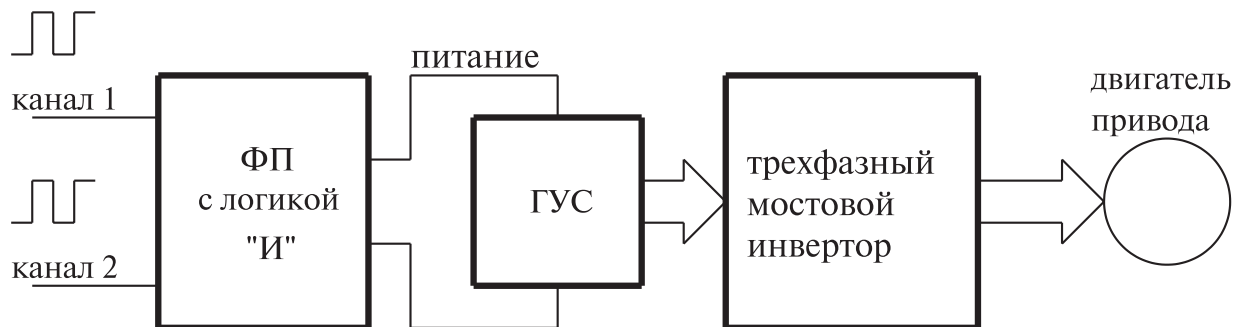 питание
канал 1
ФП
с логикой
"И"
канал 2
ГУС
трехфазный
мостовой
инвертор
двигатель
привода